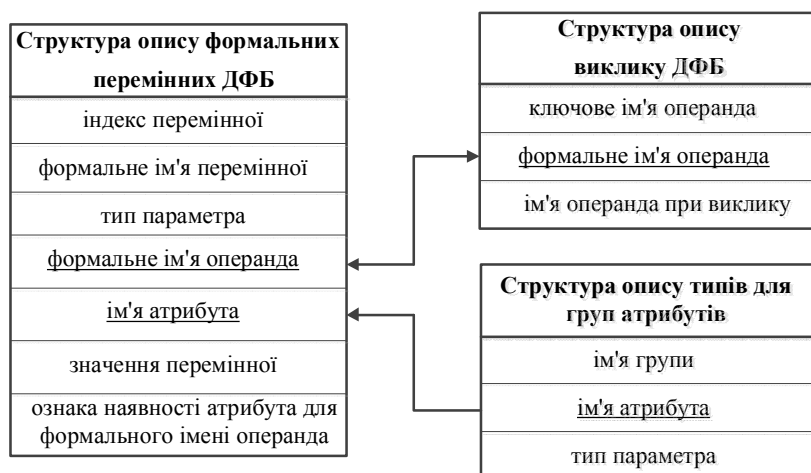 Структура опису формальних
перемінних ДФБ
індекс перемінної
формальне ім'я перемінної
тип параметра
формальне ім'я операнда
ім'я атрибута
значення перемінної
ознака наявності атрибута для
формального імені операнда
Структура опису
виклику ДФБ
ключове ім'я операнда
формальне ім'я операнда
ім'я операнда при виклику
Структура опису типів для
груп атрибутів
ім'я групи
ім'я атрибута
тип параметра